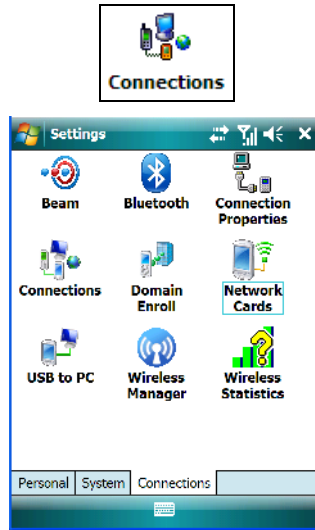 Connections
Settings
Beam
Bluetooth
Connection
Properties
Connections
Domain
Enroll
Network
Cards
USB to PC
Wireless
Manager
Wireless
Statistics
Personal System Connections